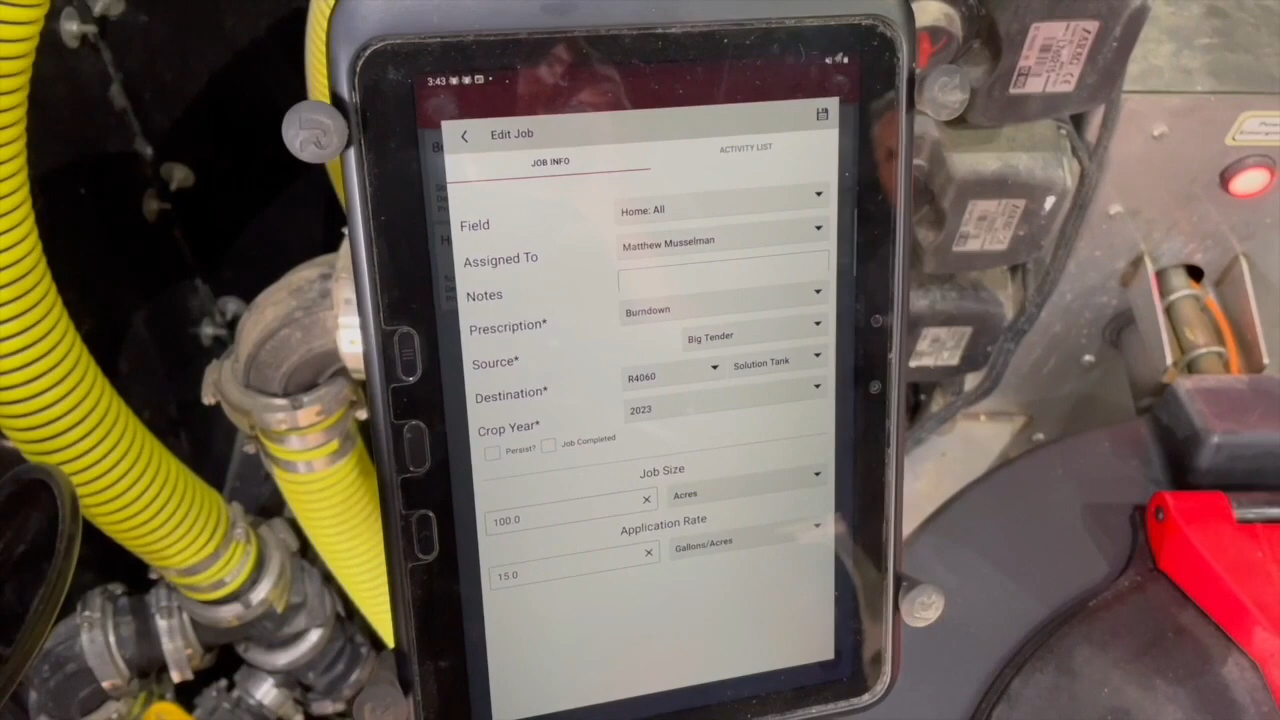 3:43
Edit Job
JOB INFO
ACTIVITY LIST
Field
Home: All
Assigned To
Matthew Musselman
Notes
Prescription*
Burndown
Source*
Big Tender
Destination*
R4060
Solution Tank
Crop Year*
2023
Persist?
Job Completed
Job Size
100.0
Acres
Application Rate
15.0
Gallons/Acres